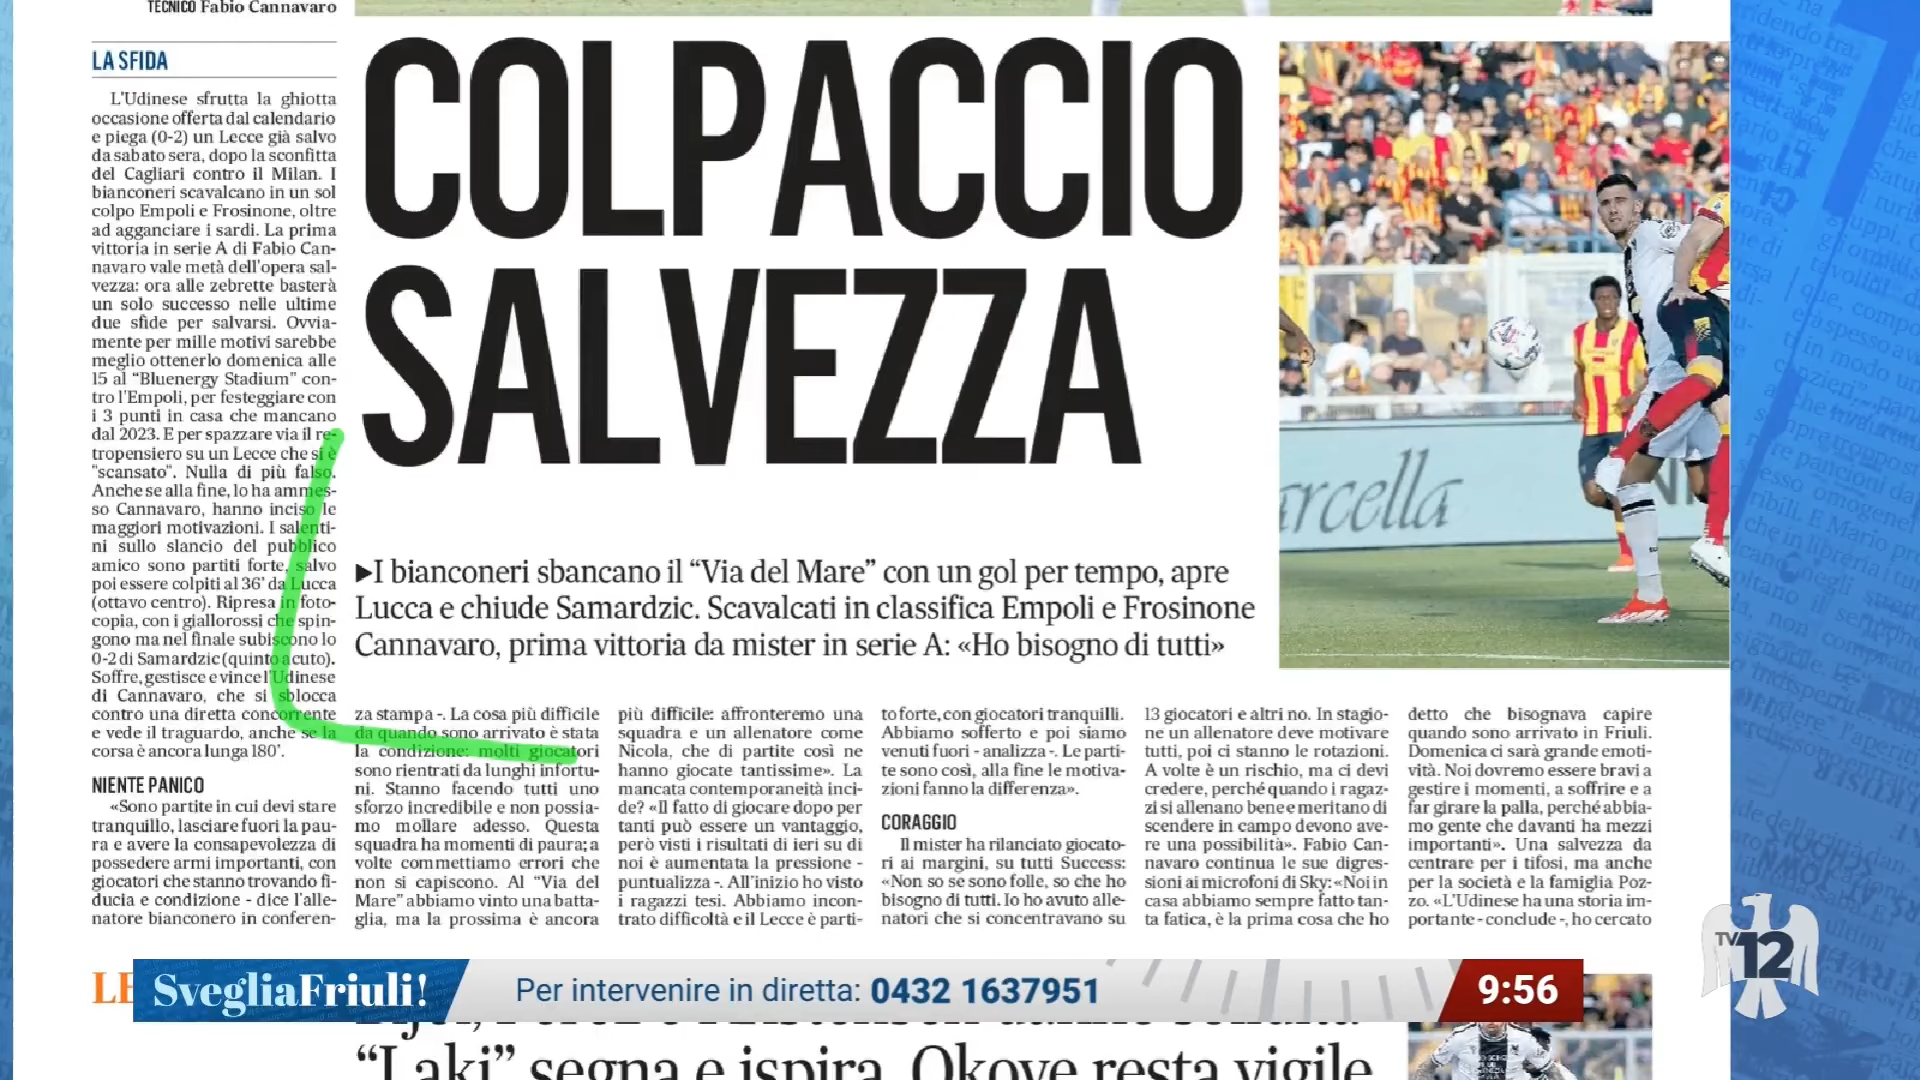 TECNICO Fabio Cannavaro
LA SFIDA
L'Udinese sfrutta la ghiotta
occasione offerta dal calendario
e piega (0-2) un Lecce già salvo
da sabato sera, dopo la sconfitta
del Cagliari contro il Milan. I
bianconeri scavalcano in un sol
colpo Empoli e Frosinone, oltre
ad agganciare i sardi. La prima
vittoria in serie A di Fabio Can-
navaro vale metà dell'opera sal-
vezza: ora alle zebrette basterà
un solo successo nelle ultime
due sfide per salvarsi. Ovvia-
mente per mille motivi sarebbe
meglio ottenerlo domenica alle
15 al “Bluenergy Stadium” con-
tro l'Empoli, per festeggiare con
i 3 punti in casa che mancano
dal 2023. E per spazzare via il re-
tropensiero su un Lecce che si è
"scansato". Nulla di più falso.
Anche se alla fine, lo ha ammes-
so Cannavaro, hanno inciso le
maggiori motivazioni. I salenti-
ni sullo slancio del pubblico
amico sono partiti forte, salvo
poi essere colpiti al 36' da Lucca
(ottavo centro). Ripresa in foto-
copia, con i giallorossi che spin-
gono ma nel finale subiscono lo
0-2 di Samardzic (quinto acuto).
Soffre, gestisce e vince l'Udinese
di Cannavaro, che si sblocca
contro una diretta concorrente
e vede il traguardo, anche se la
corsa è ancora lunga 180'.
NIENTE PANICO
«Sono partite in cui devi stare
tranquillo, lasciare fuori la pau-
ra e avere la consapevolezza di
possedere armi importanti, con
giocatori che stanno trovando fi-
ducia e condizione - dice l'alle-
natore bianconero in conferen-
COLPACCIO
SALVEZZA
►I bianconeri sbancano il “Via del Mare” con un gol per tempo, apre
Lucca e chiude Samardzic. Scavalcati in classifica Empoli e Frosinone
Cannavaro, prima vittoria da mister in serie A: «Ho bisogno di tutti»
za stampa -. La cosa più difficile
da quando sono arrivato è stata
la condizione: molti giocatori
sono rientrati da lunghi infortu-
ni. Stanno facendo tutti uno
sforzo incredibile e non possia-
mo mollare adesso. Questa
squadra ha momenti di paura; a
volte commettiamo errori che
non si capiscono. Al “Via del
Mare” abbiamo vinto una batta-
glia, ma la prossima è ancora
più difficile: affronteremo una
squadra e un allenatore come
Nicola, che di partite così ne
hanno giocate tantissime». La
mancata contemporaneità inci-
de? «Il fatto di giocare dopo per
tanti può essere un vantaggio,
però visti i risultati di ieri su di
noi è aumentata la pressione -
puntualizza -. All'inizio ho visto
i ragazzi tesi. Abbiamo incon-
trato difficoltà e il Lecce è parti-
to forte, con giocatori tranquilli.
Abbiamo sofferto e poi siamo
venuti fuori - analizza -. Le parti-
te sono così, alla fine le motiva-
zioni fanno la differenza».
CORAGGIO
Il mister ha rilanciato giocato-
ri ai margini, su tutti Success:
«Non so se sono folle, so che ho
bisogno di tutti. Io ho avuto alle-
natori che si concentravano su
13 giocatori e altri no. In stagio-
ne un allenatore deve motivare
tutti, poi ci stanno le rotazioni.
A volte è un rischio, ma ci devi
credere, perché quando i ragaz-
zi si allenano bene e meritano di
scendere in campo devono ave-
re una possibilità». Fabio Can-
navaro continua le sue digres-
sioni ai microfoni di Sky: «Noi in
casa abbiamo sempre fatto tan-
ta fatica, è la prima cosa che ho
detto che bisognava capire
quando sono arrivato in Friuli.
Domenica ci sarà grande emoti-
vità. Noi dovremo essere bravi a
gestire i momenti, a soffrire e a
far girare la palla, perché abbia-
mo gente che davanti ha mezzi
importanti». Una salvezza da
centrare per i tifosi, ma anche
per la società e la famiglia Poz-
zo. «L'Udinese ha una storia im-
portante - conclude -, ho cercato
arcella
LE
SvegliaFriuli!
Per intervenire in diretta: 0432 1637951
9:56
TV 12
“Laki” segna e ispira, Okoye resta vigile